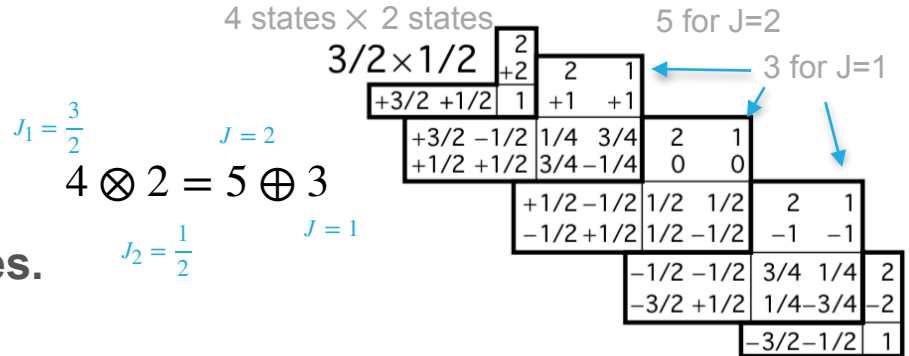 4 states × 2 states
5 for J=2
3 for J=1
3/2×1/2
2
+2
2 1
+3/2 +1/2 1 +1 +1
+3/2 −1/2 1/4 3/4 2 1
+1/2 +1/2 3/4 −1/4 0 0
+1/2 −1/2 1/2 1/2 2 1
−1/2 +1/2 1/2 −1/2 −1 −1
−1/2 −1/2 3/4 1/4 2
−3/2 +1/2 1/4 −3/4 −2
−3/2 −1/2 1
J₁ = 3/2
J = 2
4 ⊗ 2 = 5 ⊕ 3
J₂ = 1/2
J = 1
es.